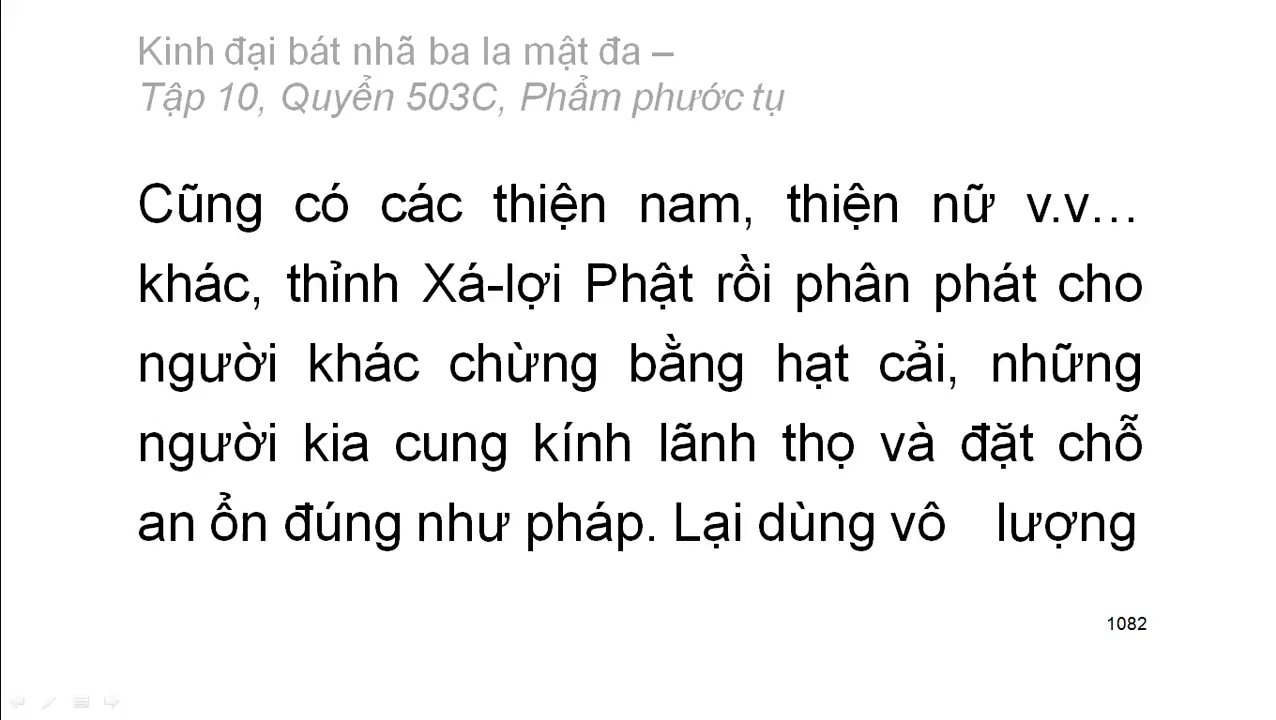 Kinh đại bát nhã ba la mật đa –
Tập 10, Quyển 503C, Phẩm phước tụ
Cũng có các thiện nam, thiện nữ v.v…
khác, thỉnh Xá-lợi Phật rồi phân phát cho
người khác chừng bằng hạt cải, những
người kia cung kính lãnh thọ và đặt chỗ
an ổn đúng như pháp. Lại dùng vô lượng
1082